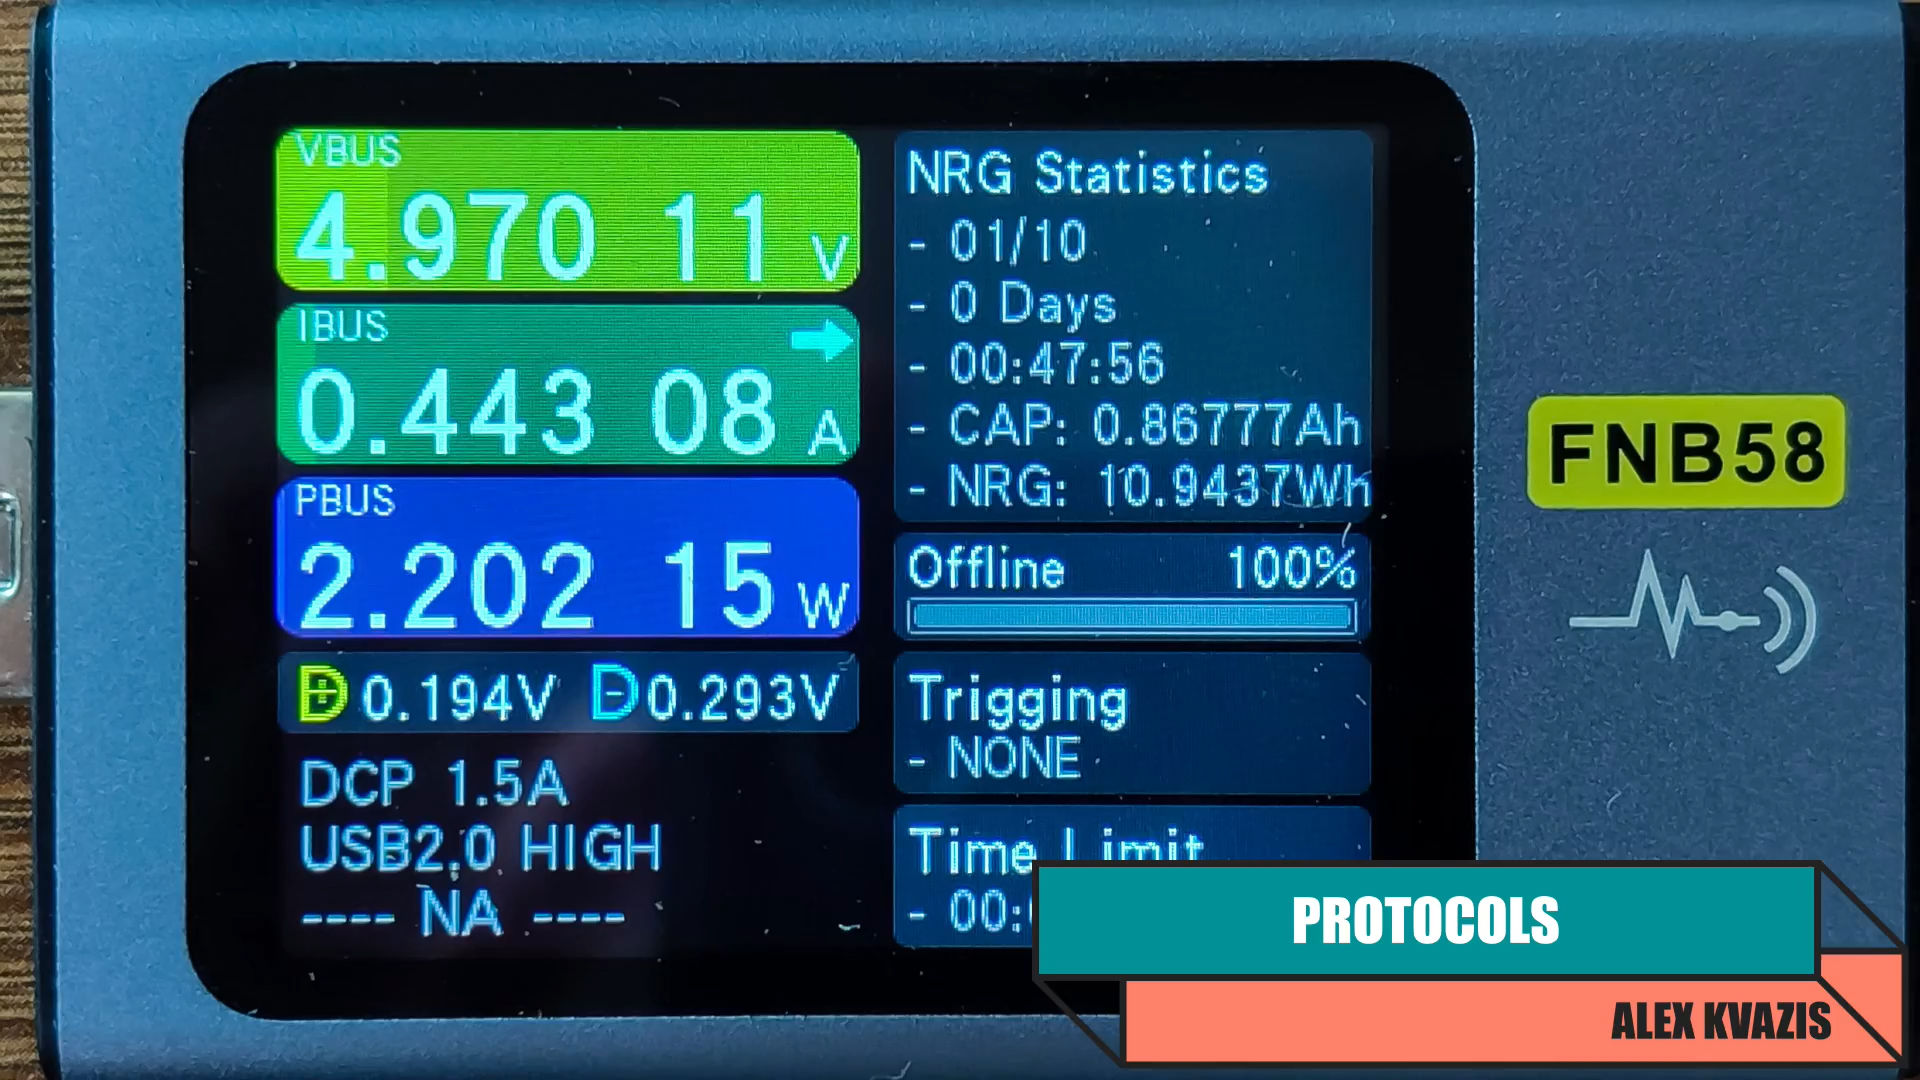 VBUS
4.970 11 V
IBUS
0.443 08 A
PBUS
2.202 15 W
D+ 0.194V D- 0.293V
DCP 1.5A
USB2.0 HIGH
---- NA ----
NRG Statistics
- 01/10
- 0 Days
- 00:47:56
- CAP: 0.86777Ah
- NRG: 10.9437Wh
Offline 100%
Trigging
- NONE
Time Limit
- 00:
FNB58
PROTOCOLS
ALEX KVAZIS